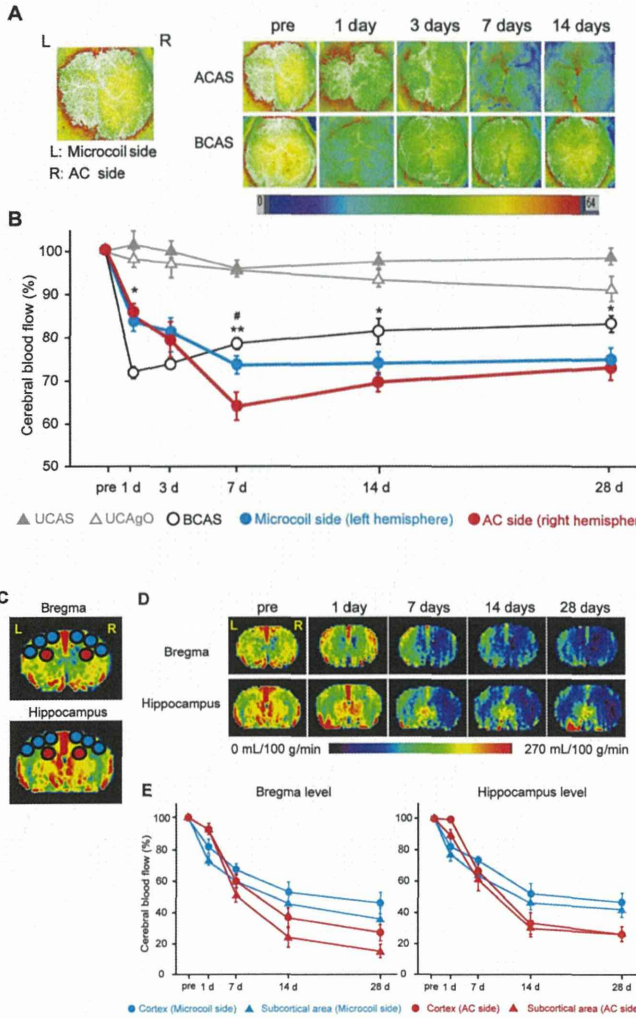 A
L R
L: Microcoil side
R: AC side
pre 1 day 3 days 7 days 14 days
ACAS
BCAS
0 64
B
Cerebral blood flow (%)
100
90
80
70
60
50
*
#
**
*
*
pre 1 d 3 d 7 d 14 d 28 d
UCAS UCAgO BCAS Microcoil side (left hemisphere) AC side (right hemispher
C
Bregma
L R
Hippocampus
D
pre 1 day 7 days 14 days 28 days
L R
Bregma
Hippocampus
0 mL/100 g/min 270 mL/100 g/min
E
Bregma level
Hippocampus level
Cerebral blood flow (%)
100
80
60
40
20
0
pre 1 d 7 d 14 d 28 d
100
80
60
40
20
0
pre 1 d 7 d 14 d 28 d
Cortex (Microcoil side) Subcortical area (Microcoil side) Cortex (AC side) Subcortical area (AC side